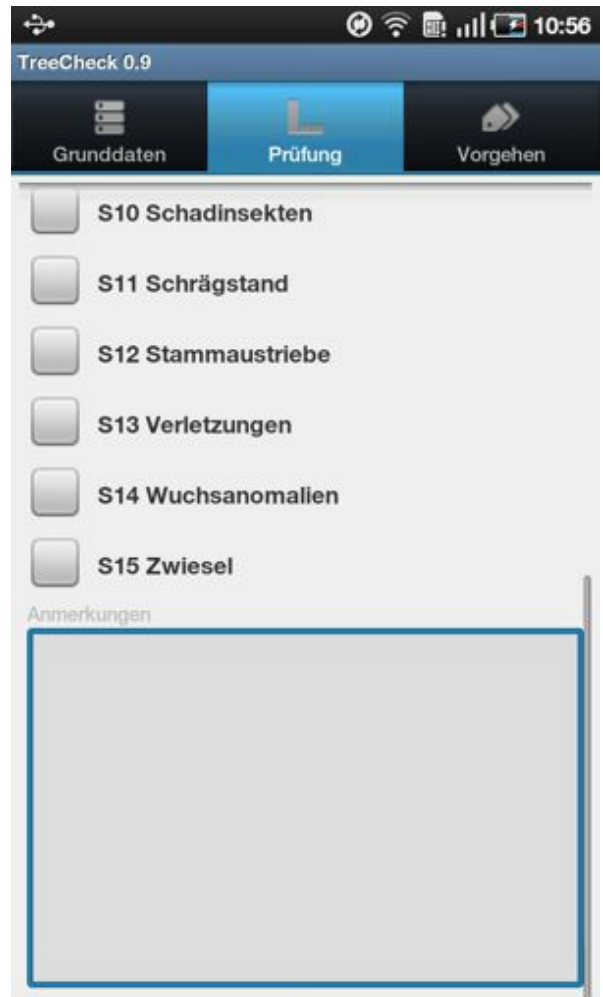 10:56
TreeCheck 0.9
Grunddaten Prüfung Vorgehen
S10 Schadinsekten
S11 Schrägstand
S12 Stammaustriebe
S13 Verletzungen
S14 Wuchsanomalien
S15 Zwiesel
Anmerkungen